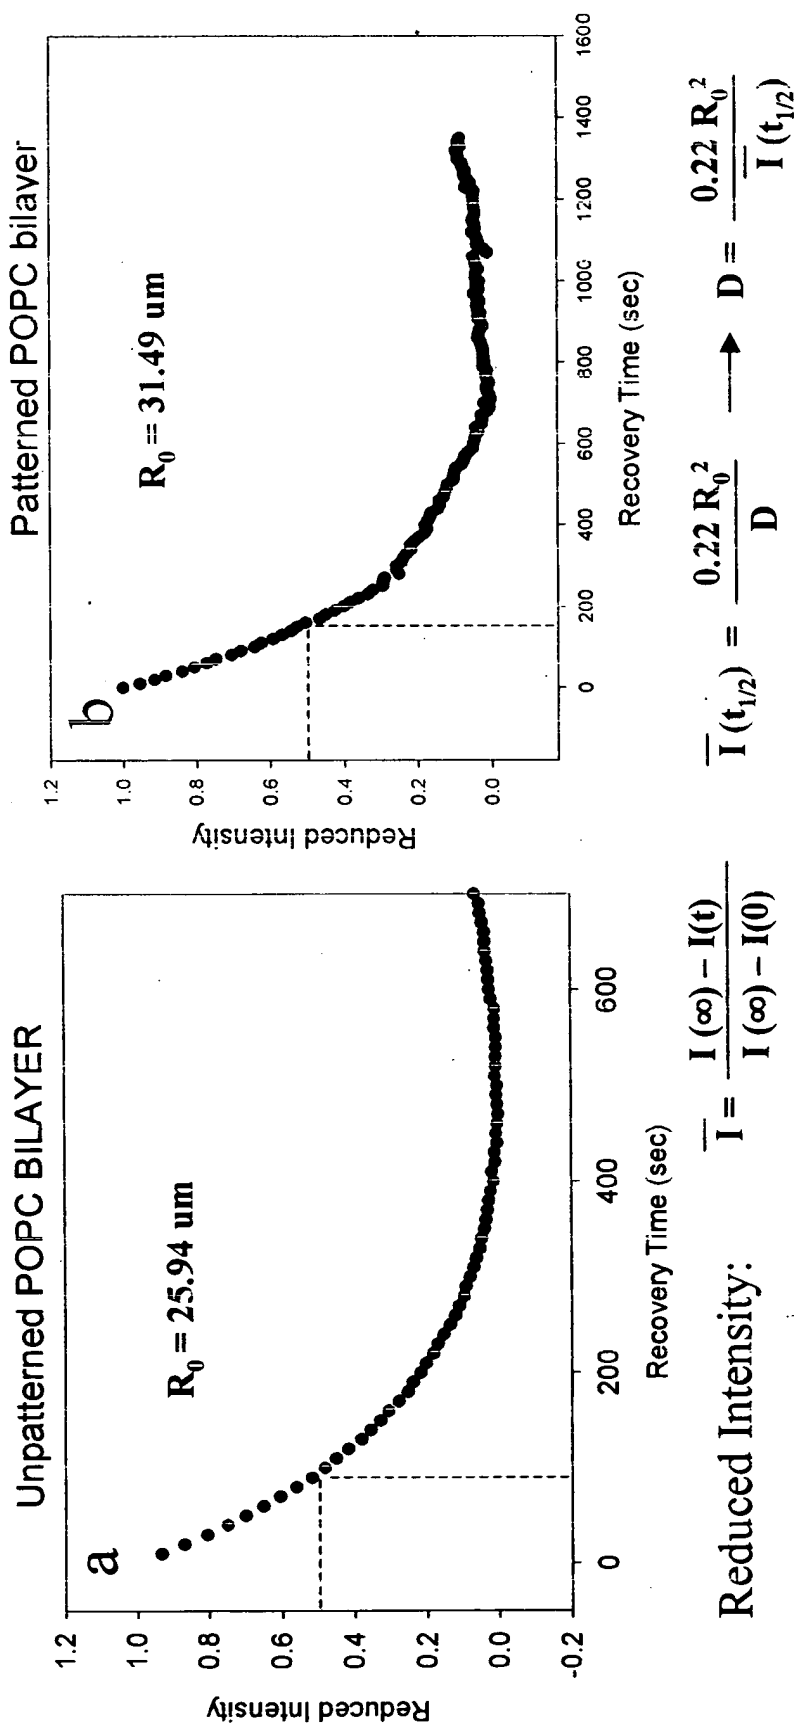 Unpatterned POPC BILAYER
a
R0 = 25.94 um
Reduced Intensity
1.2
1.0
0.8
0.6
0.4
0.2
0.0
-0.2
0
200
400
600
Recovery Time (sec)
Patterned POPC bilayer
b
R0 = 31.49 um
Reduced Intensity
1.2
1.0
0.8
0.6
0.4
0.2
0.0
0
200
400
600
800
1000
1200
1400
1600
Recovery Time (sec)
Reduced Intensity: I̅ = I (∞) – I(t) / I (∞) – I(0)
I̅ (t1/2) = 0.22 R0² / D → D = 0.22 R0² / I̅ (t1/2)